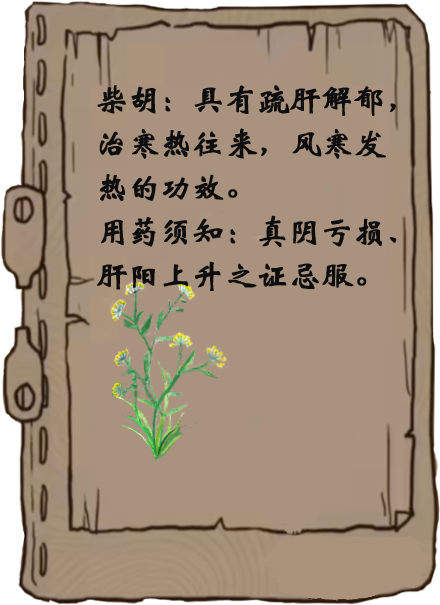 柴胡：具有疏肝解郁，
治寒热往来，风寒发
热的功效。
用药须知：真阴亏损、
肝阳上升之证忌服。